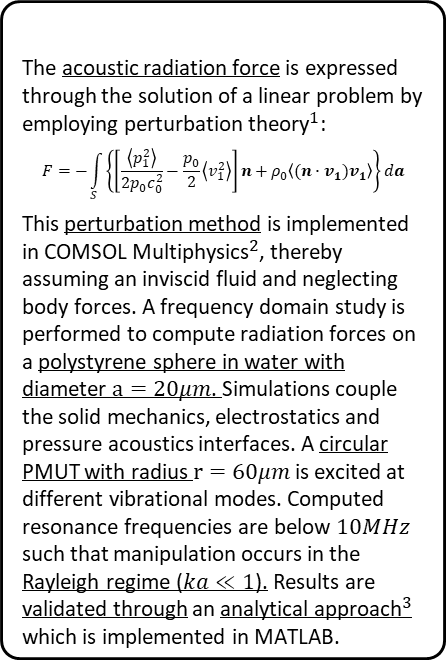 The acoustic radiation force is expressed
through the solution of a linear problem by
employing perturbation theory¹:
F = −∫_S {[⟨p₁²⟩/(2p₀c₀²) − p₀/2⟨v₁²⟩]n + ρ₀⟨(n · v₁)v₁⟩} da
This perturbation method is implemented
in COMSOL Multiphysics², thereby
assuming an inviscid fluid and neglecting
body forces. A frequency domain study is
performed to compute radiation forces on
a polystyrene sphere in water with
diameter a = 20μm. Simulations couple
the solid mechanics, electrostatics and
pressure acoustics interfaces. A circular
PMUT with radius r = 60μm is excited at
different vibrational modes. Computed
resonance frequencies are below 10MHz
such that manipulation occurs in the
Rayleigh regime (ka ≪ 1). Results are
validated through an analytical approach³
which is implemented in MATLAB.